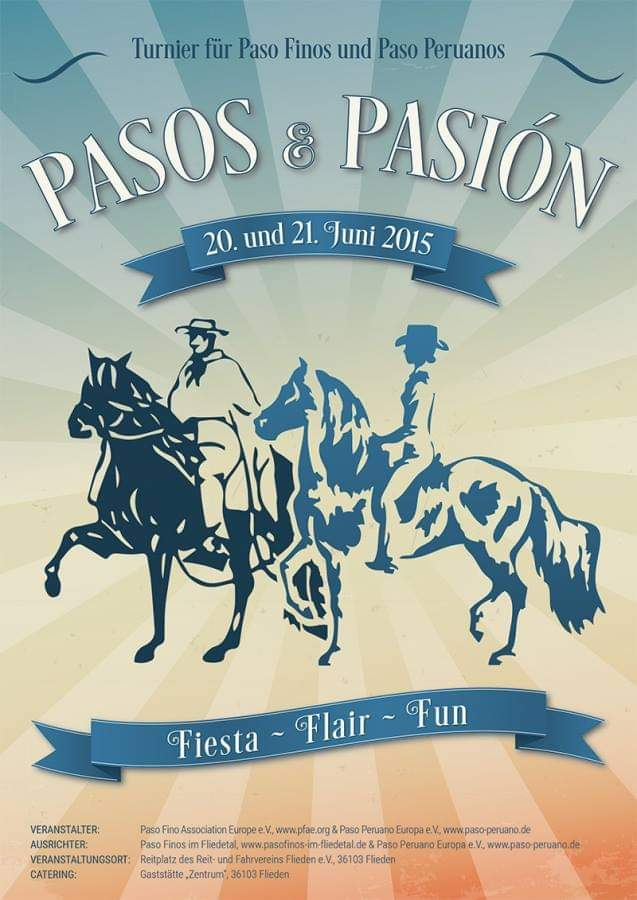 Turnier für Paso Finos und Paso Peruanos
PASOS & PASIÓN
20. und 21. Juni 2015
Fiesta ~ Flair ~ Fun
VERANSTALTER: Paso Fino Association Europe e.V., www.pfae.org & Paso Peruano Europa e.V., www.paso-peruano.de
AUSRICHTER: Paso Finos im Fliedetal, www.pasofinos-im-fliedetal.de & Paso Peruano Europa e.V., www.paso-peruano.de
VERANSTALTUNGSORT: Reitplatz des Reit- und Fahrvereins Flieden e.V., 36103 Flieden
CATERING: Gaststätte „Zentrum", 36103 Flieden